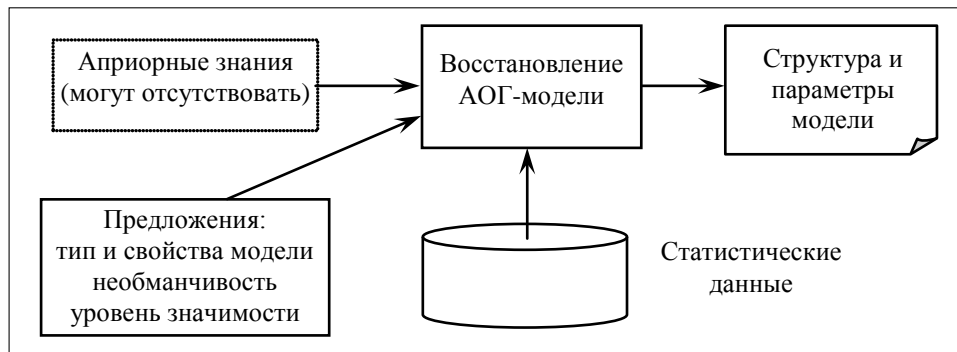 Априорные знания
(могут отсутствовать)
Восстановление
АОГ-модели
Структура и
параметры
модели
Предложения:
тип и свойства модели
необманчивость
уровень значимости
Статистические
данные